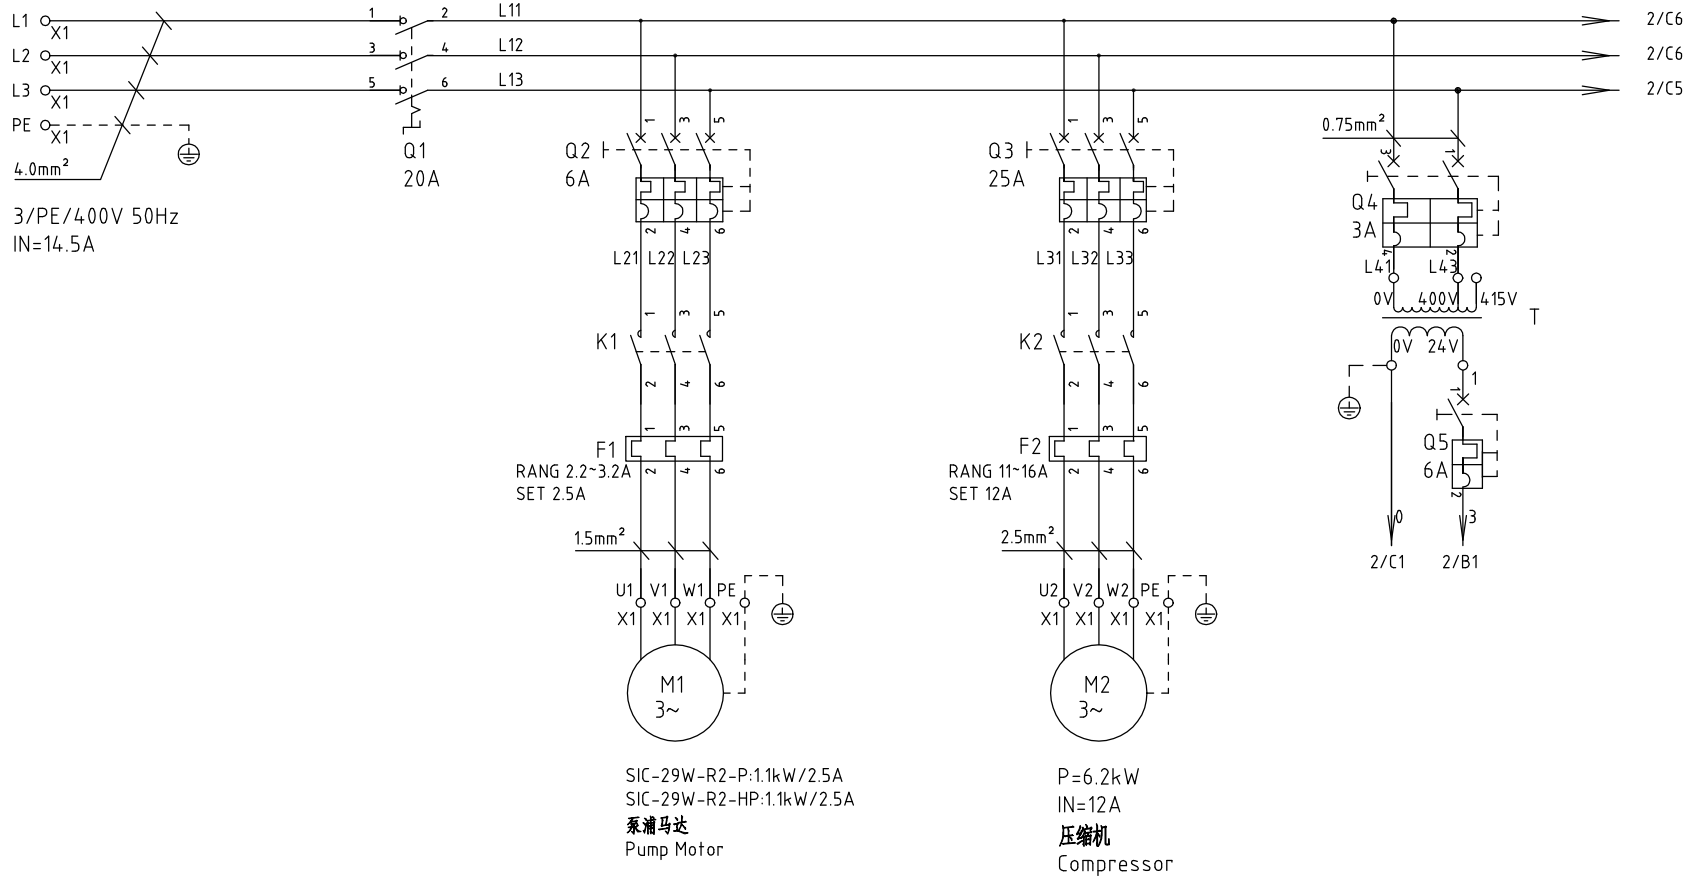 L1 X1 1 2 L11 2/C6
L2 X1 3 4 L12 2/C6
L3 X1 5 6 L13 2/C5
PE X1
4.0mm²
3/PE/400V 50Hz
IN=14.5A
Q1
20A
1 3 5
Q2
6A
2 4 6
L21 L22 L23
1 3 5
K1
2 4 6
1 3 5
F1
RANG 2.2~3.2A
SET 2.5A
2 4 6
1.5mm²
U1 V1 W1 PE
X1 X1 X1 X1
M1
3~
SIC-29W-R2-P:1.1kW/2.5A
SIC-29W-R2-HP:1.1kW/2.5A
泵浦马达
Pump Motor
1 3 5
Q3
25A
2 4 6
L31 L32 L33
1 3 5
K2
2 4 6
1 3 5
F2
RANG 11~16A
SET 12A
2 4 6
2.5mm²
U2 V2 W2 PE
X1 X1 X1 X1
M2
3~
P=6.2kW
IN=12A
压缩机
Compressor
0.75mm²
3 1
Q4
3A
4 2
L41 L43
0V 400V 415V
T
0V 24V
1
1
Q5
6A
2
0 3
2/C1 2/B1